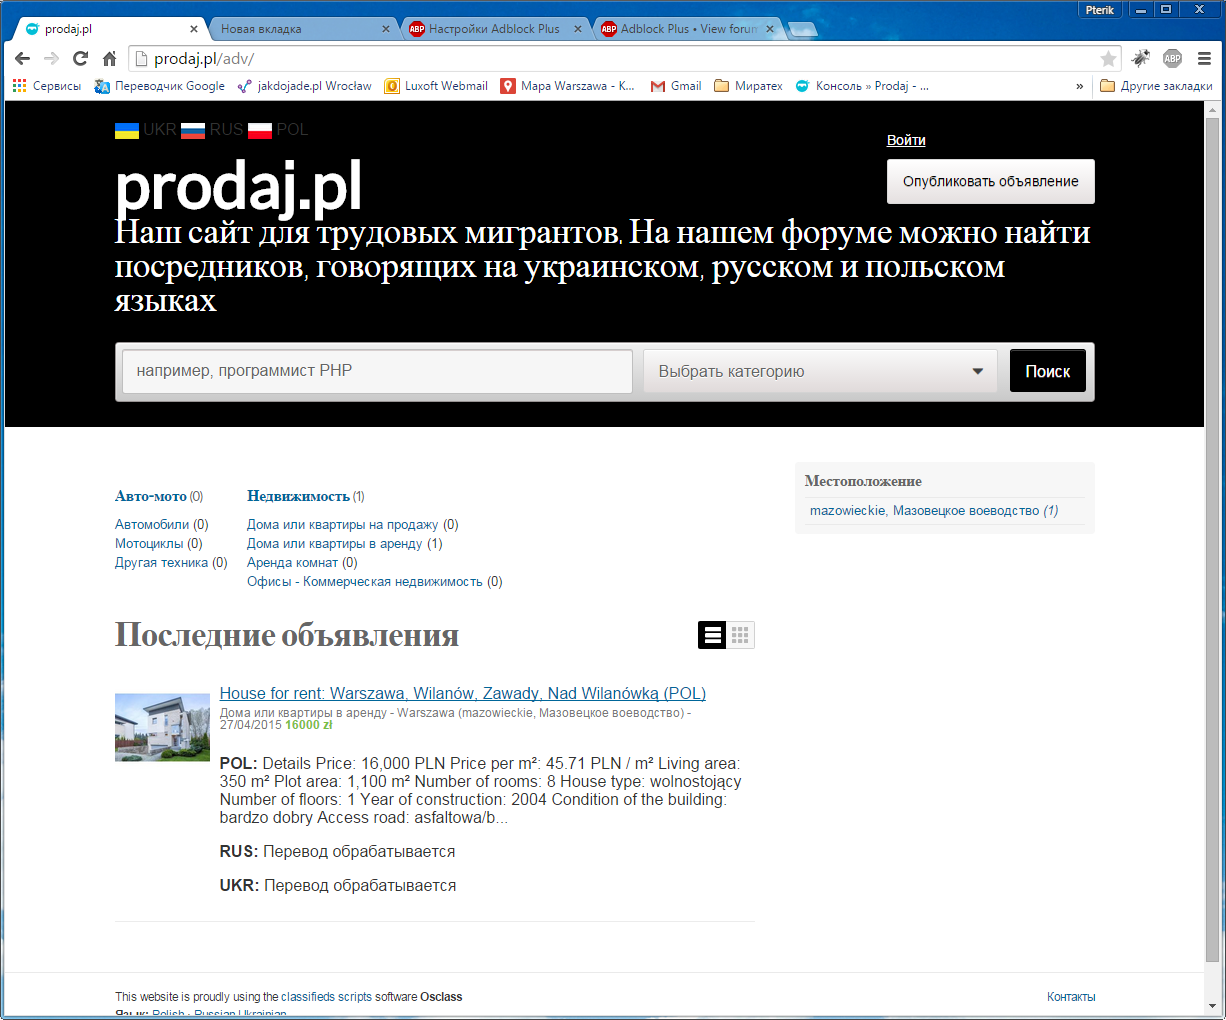 Pterik
prodaj.pl
Новая вкладка
Настройки Adblock Plus
Adblock Plus • View forum
prodaj.pl/adv/
ABP
Сервисы
Переводчик Google
jakdojade.pl Wrocław
Luxoft Webmail
Mapa Warszawa - K...
Gmail
Миратех
Консоль » Prodaj - ...
»
Другие закладки
UKR RUS POL
Войти
prodaj.pl
Опубликовать объявление
Наш сайт для трудовых мигрантов. На нашем форуме можно найти
посредников, говорящих на украинском, русском и польском
языках
например, программист PHP
Выбрать категорию
Поиск
Авто-мото (0)
Автомобили (0)
Мотоциклы (0)
Другая техника (0)
Недвижимость (1)
Дома или квартиры на продажу (0)
Дома или квартиры в аренду (1)
Аренда комнат (0)
Офисы - Коммерческая недвижимость (0)
Местоположение
mazowieckie, Мазовецкое воеводство (1)
Последние объявления
House for rent: Warszawa, Wilanów, Zawady, Nad Wilanówką (POL)
Дома или квартиры в аренду - Warszawa (mazowieckie, Мазовецкое воеводство) -
27/04/2015 16000 zł
POL: Details Price: 16,000 PLN Price per m²: 45.71 PLN / m² Living area:
350 m² Plot area: 1,100 m² Number of rooms: 8 House type: wolnostojący
Number of floors: 1 Year of construction: 2004 Condition of the building:
bardzo dobry Access road: asfaltowa/b...
RUS: Перевод обрабатывается
UKR: Перевод обрабатывается
This website is proudly using the classifieds scripts software Osclass
Контакты
Язык: Polish · Russian Ukrainian